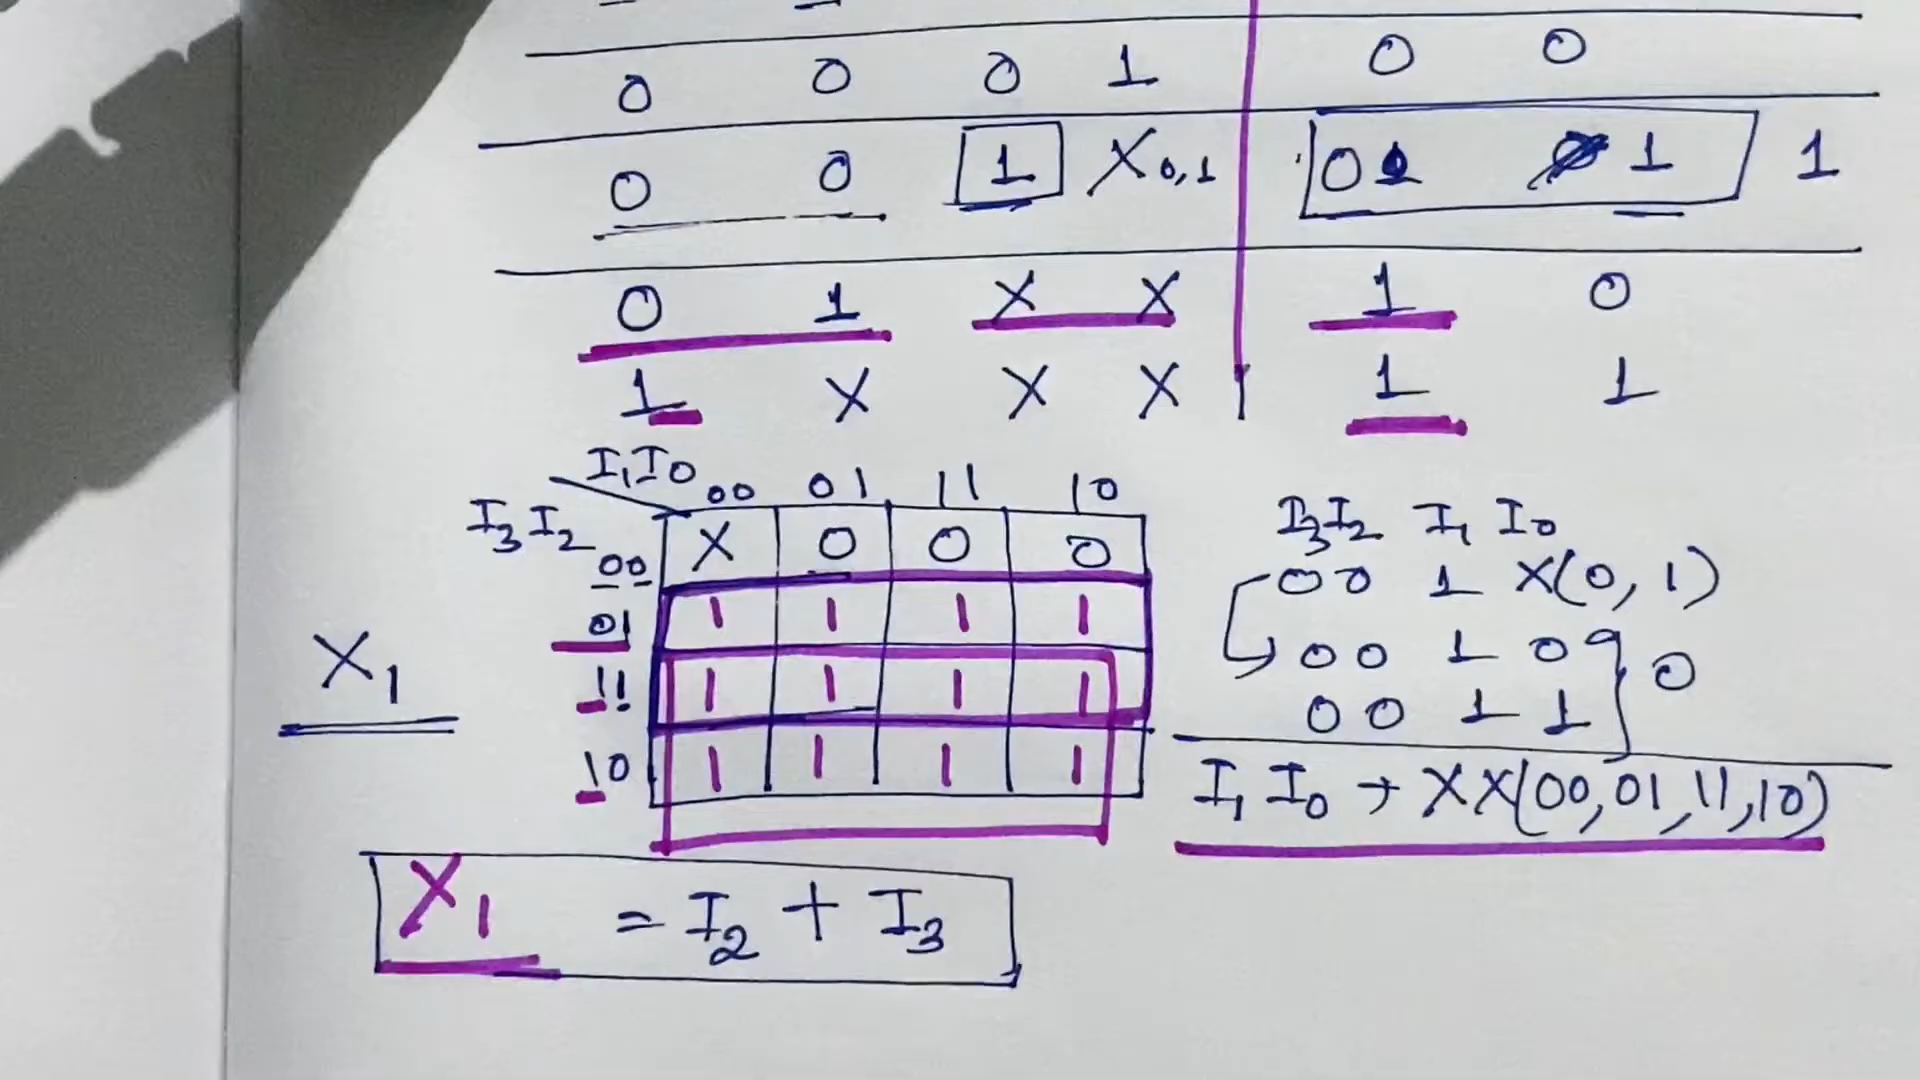 0 0 0 1 0 0
0 0 1 X 0,1 0 1 1
0 1 X X 1 0
1 X X X 1 1
I1I0 00 01 11 10
I3I2
00 X 0 0 0
01 1 1 1 1
11 1 1 1 1
10 1 1 1 1
X1
I3I2 I1 I0
00 1 X(0,1)
00 1 0 } 0
00 1 1
I1 I0 → XX(00,01,11,10)
X1 = I2 + I3